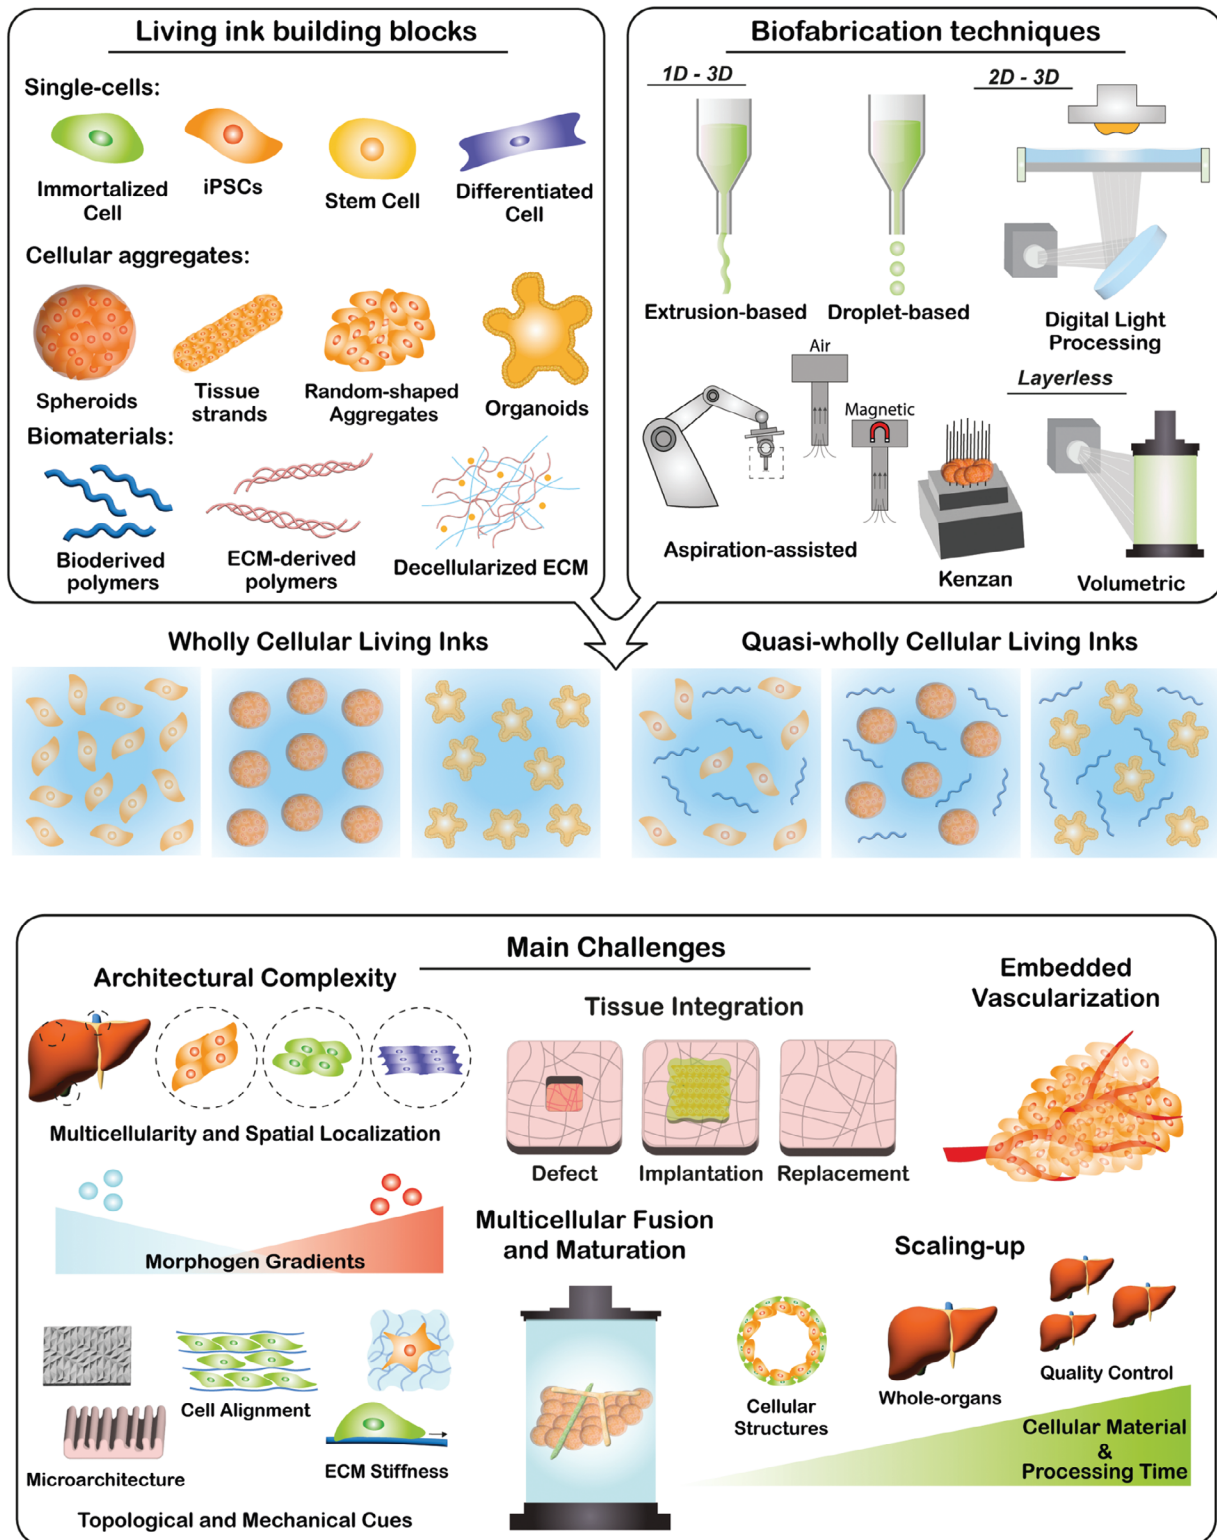 Living ink building blocks
Single-cells:
Immortalized
Cell
iPSCs
Stem Cell
Differentiated
Cell
Cellular aggregates:
Spheroids
Tissue
strands
Random-shaped
Aggregates
Organoids
Biomaterials:
Bioderived
polymers
ECM-derived
polymers
Decellularized ECM
Biofabrication techniques
1D - 3D
2D - 3D
Extrusion-based
Droplet-based
Digital Light
Processing
Air
Magnetic
Layerless
Aspiration-assisted
Kenzan
Volumetric
Wholly Cellular Living Inks
Quasi-wholly Cellular Living Inks
Main Challenges
Architectural Complexity
Multicellularity and Spatial Localization
Morphogen Gradients
Cell Alignment
Microarchitecture
ECM Stiffness
Topological and Mechanical Cues
Tissue Integration
Defect
Implantation
Replacement
Embedded
Vascularization
Multicellular Fusion
and Maturation
Scaling-up
Cellular
Structures
Whole-organs
Quality Control
Cellular Material
&
Processing Time